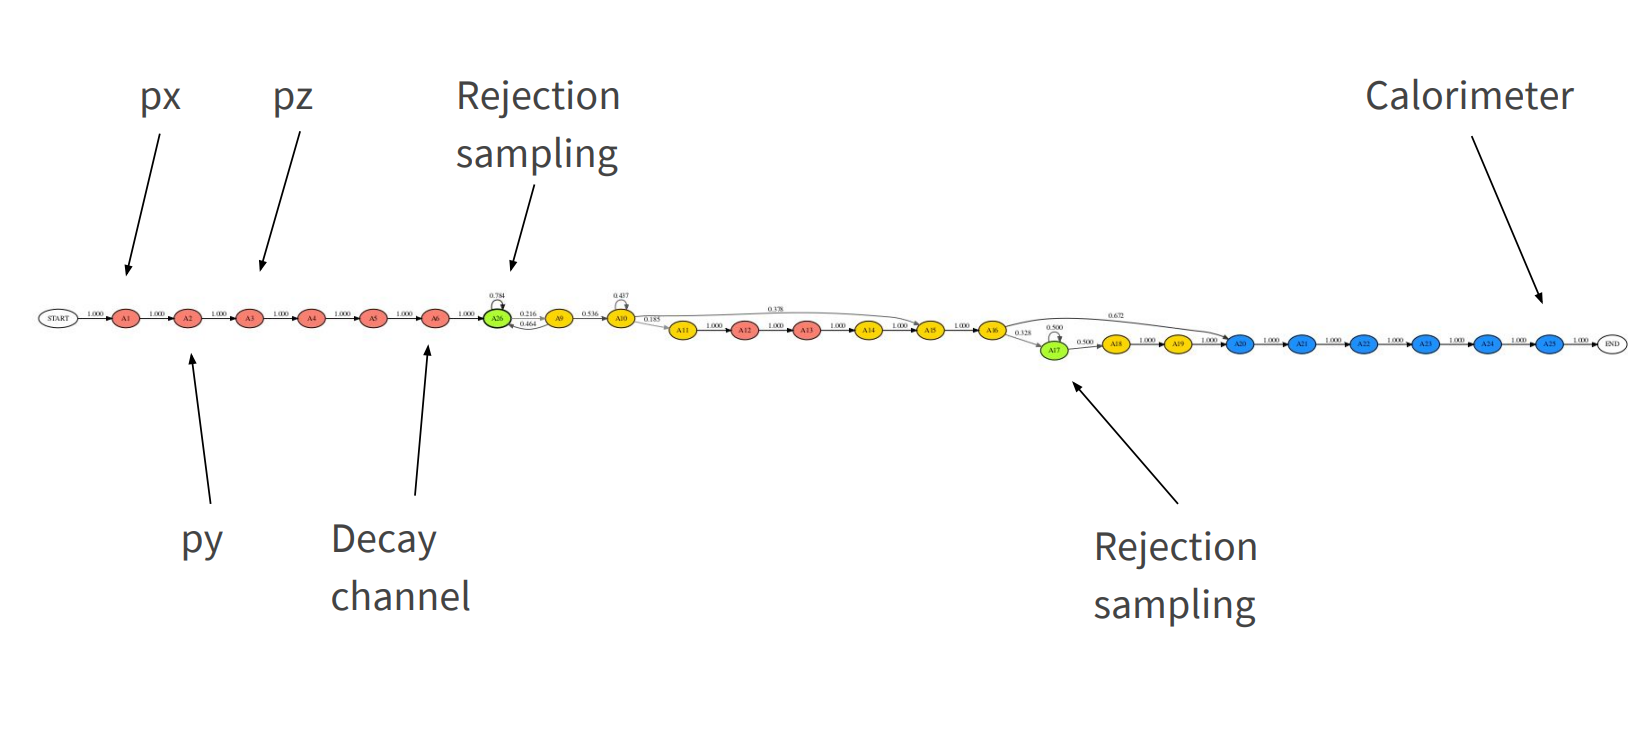 px
pz
Rejection
sampling
Calorimeter
0.784
0.437
0.378
0.672
START 1.000 A1 1.000 A2 1.000 A3 1.000 A4 1.000 A5 1.000 A6 1.000 A26 0.216 A9 0.536 A10
0.464
0.185 A11 1.000 A12 1.000 A13 1.000 A14 1.000 A15 1.000 A16 0.328
0.500
A17 0.500 A18 1.000 A19 1.000 A20 1.000 A21 1.000 A22 1.000 A23 1.000 A24 1.000 A25 1.000 END
py
Decay
channel
Rejection
sampling